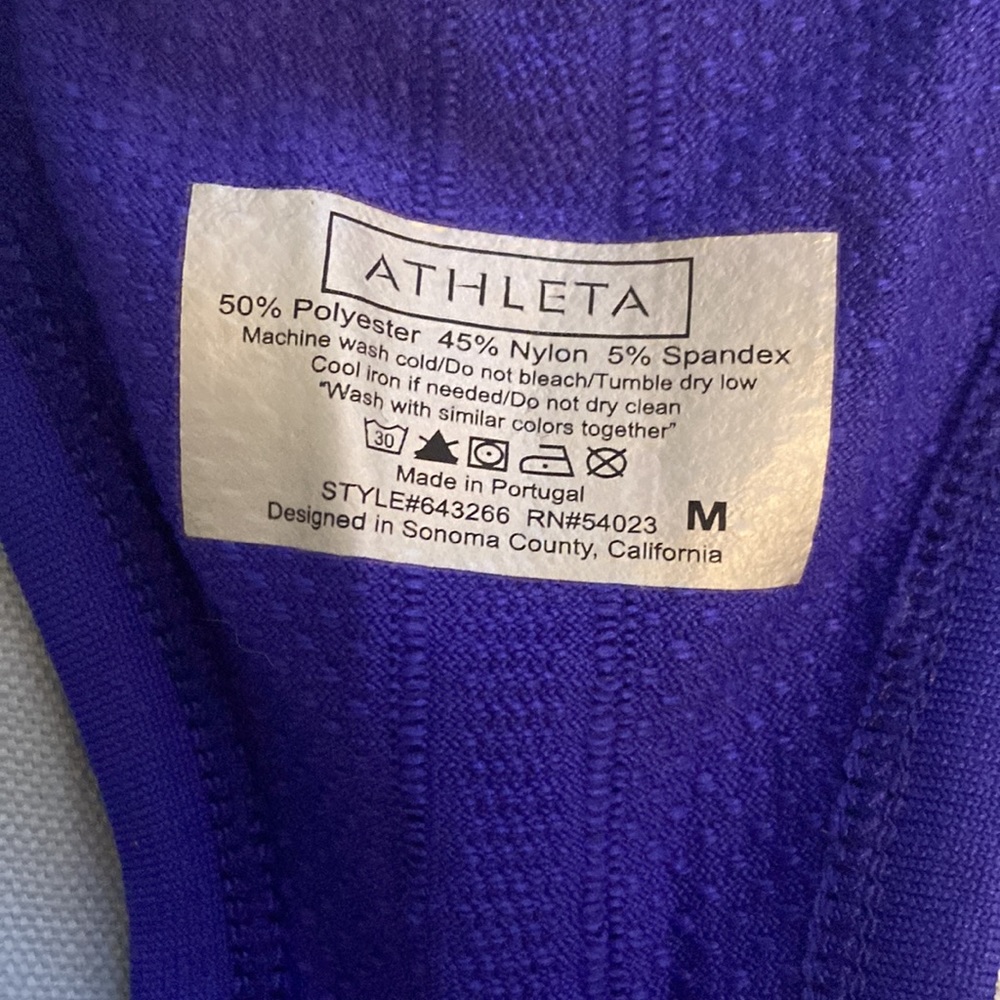 ATHLETA
50% Polyester 45% Nylon 5% Spandex
Machine wash cold/Do not bleach/Tumble dry low
Cool iron if needed/Do not dry clean
"Wash with similar colors together"
30
Made in Portugal
STYLE#643266 RN#54023 M
Designed in Sonoma County, California